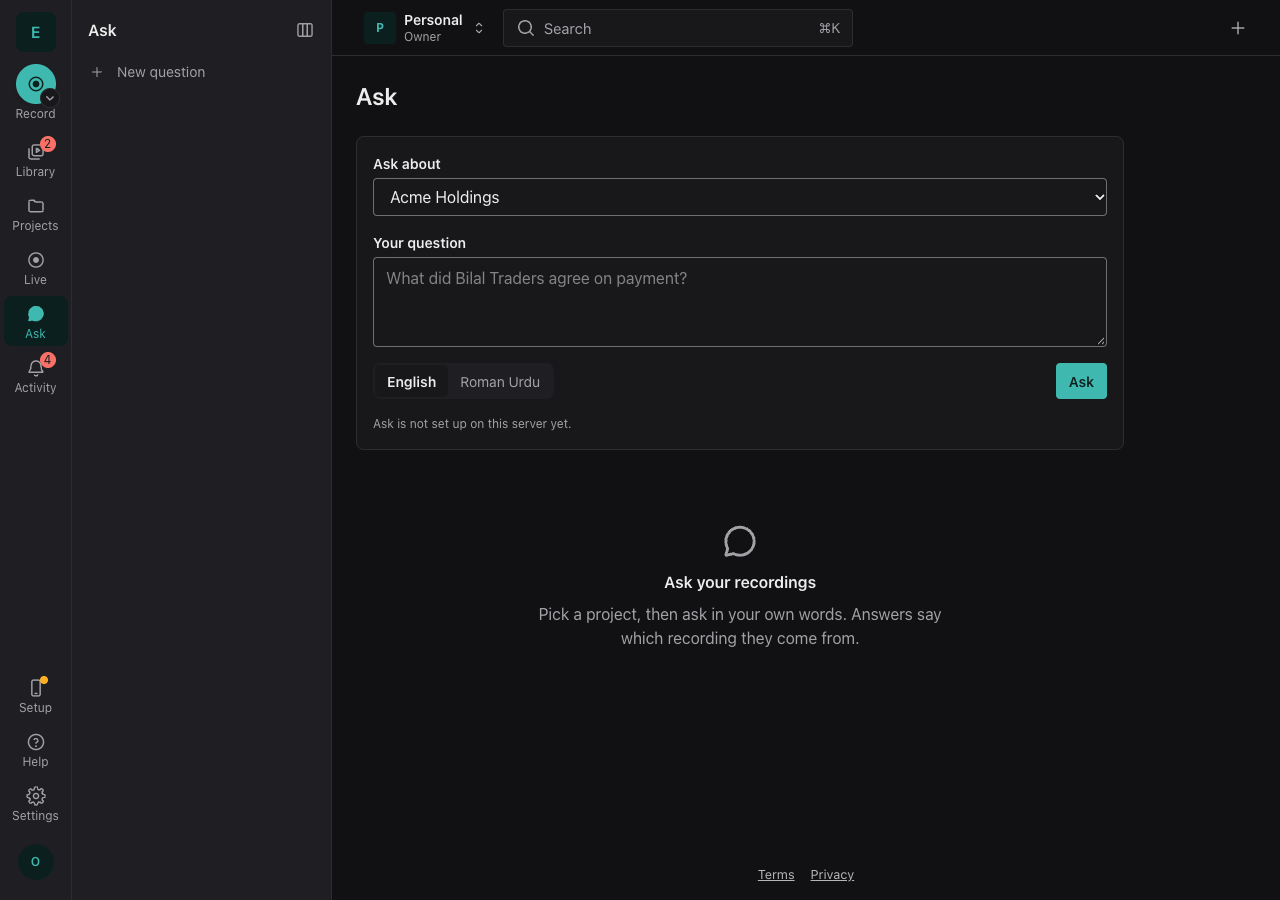 E
Record
2
Library
Projects
Live
Ask
4
Activity
Setup
Help
Settings
O
Ask
New question
P
Personal
Owner
Search
⌘K
Ask
Ask about
Acme Holdings
Your question
What did Bilal Traders agree on payment?
English
Roman Urdu
Ask
Ask is not set up on this server yet.
Ask your recordings
Pick a project, then ask in your own words. Answers say
which recording they come from.
Terms
Privacy